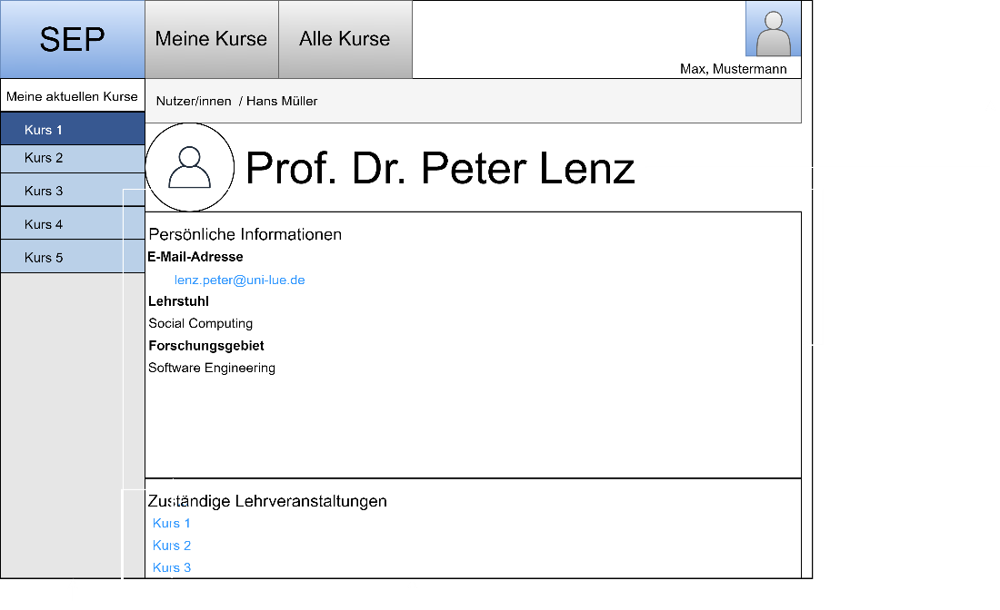 SEP
Meine Kurse
Alle Kurse
Max, Mustermann
Meine aktuellen Kurse
Nutzer/innen / Hans Müller
Kurs 1
Kurs 2
Kurs 3
Kurs 4
Kurs 5
Prof. Dr. Peter Lenz
Persönliche Informationen
E-Mail-Adresse
lenz.peter@uni-lue.de
Lehrstuhl
Social Computing
Forschungsgebiet
Software Engineering
Zuständige Lehrveranstaltungen
Kurs 1
Kurs 2
Kurs 3